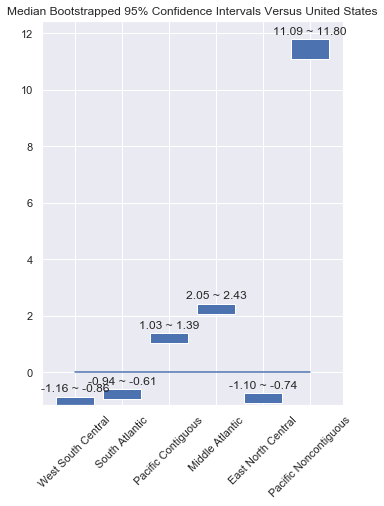 Median Bootstrapped 95% Confidence Intervals Versus United States
12
10
8
6
4
2
0
11.09 ~ 11.80
2.05 ~ 2.43
1.03 ~ 1.39
-0.94 ~ -0.61
-1.16 ~ -0.86
-1.10 ~ -0.74
West South Central
South Atlantic
Pacific Contiguous
Middle Atlantic
East North Central
Pacific Noncontiguous